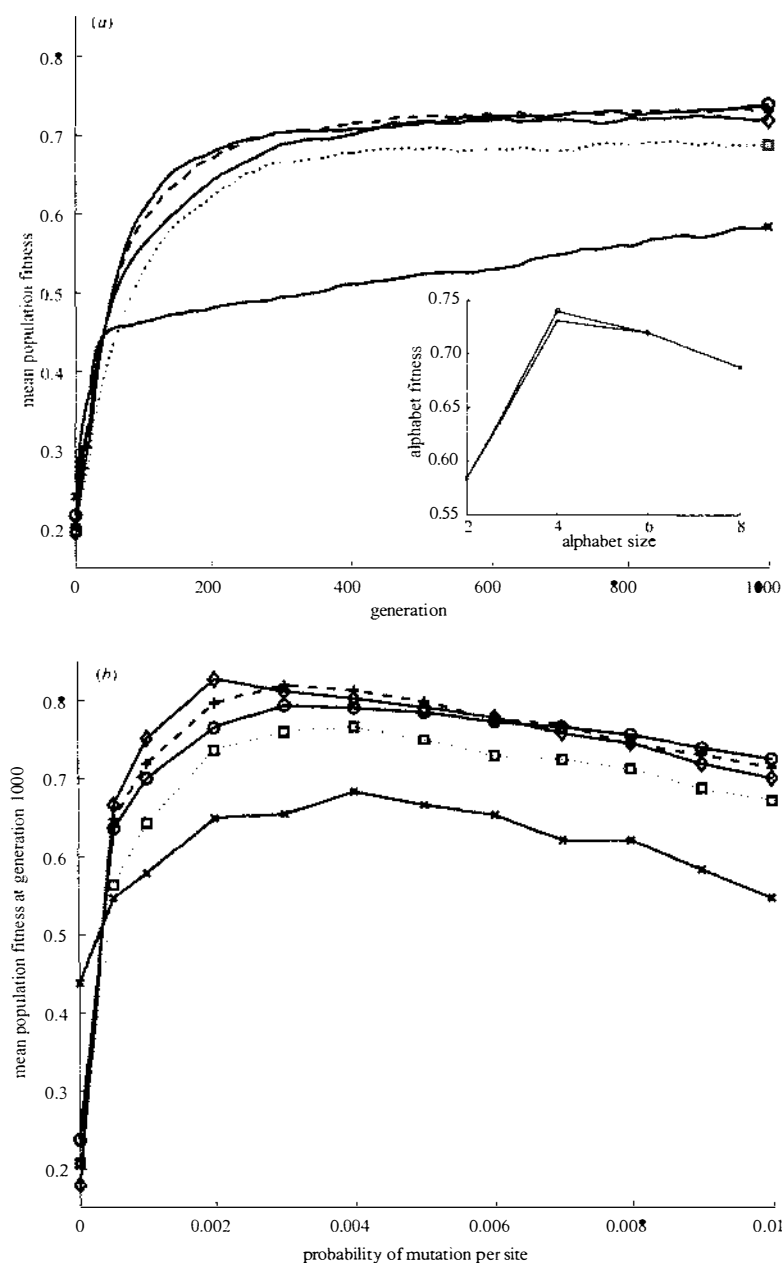 (a)
0.8
0.7
0.6
0.5
0.4
0.3
0.2
mean population fitness
0 200 400 600 800 1000
generation
0.75
0.70
0.65
0.60
0.55
alphabet fitness
2 4 6 8
alphabet size
(b)
0.8
0.7
0.6
0.5
0.4
0.3
0.2
mean population fitness at generation 1000
0 0.002 0.004 0.006 0.008 0.01
probability of mutation per site